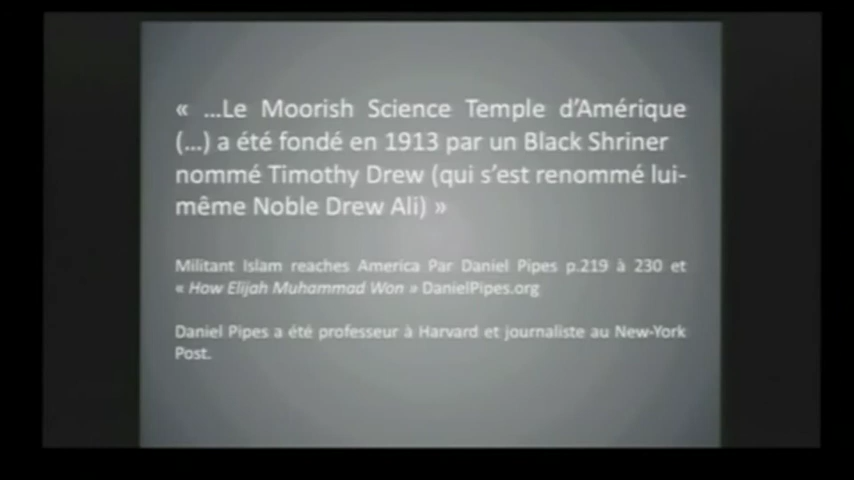 « ...Le Moorish Science Temple d'Amérique
(...) a été fondé en 1913 par un Black Shriner
nommé Timothy Drew (qui s'est renommé lui-
même Noble Drew Ali) »
Militant Islam reaches America Par Daniel Pipes p.219 à 230 et
« How Elijah Muhammad Won » DanielPipes.org
Daniel Pipes a été professeur à Harvard et journaliste au New-York
Post.